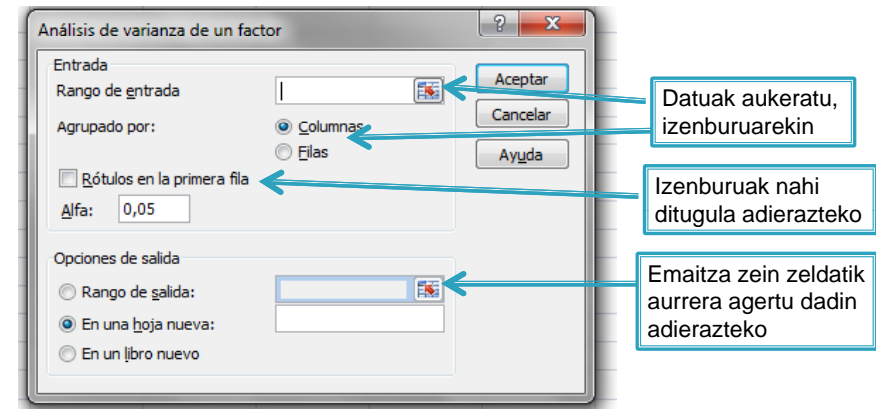 Análisis de varianza de un factor
?
X
Entrada
Rango de entrada
Agrupado por:
Columnas
Filas
Rótulos en la primera fila
Alfa:
0,05
Aceptar
Cancelar
Ayuda
Opciones de salida
Rango de salida:
En una hoja nueva:
En un libro nuevo
Datuak aukeratu,
izenburuarekin
Izenburuak nahi
ditugula adierazteko
Emaitza zein zeldatik
aurrera agertu dadin
adierazteko